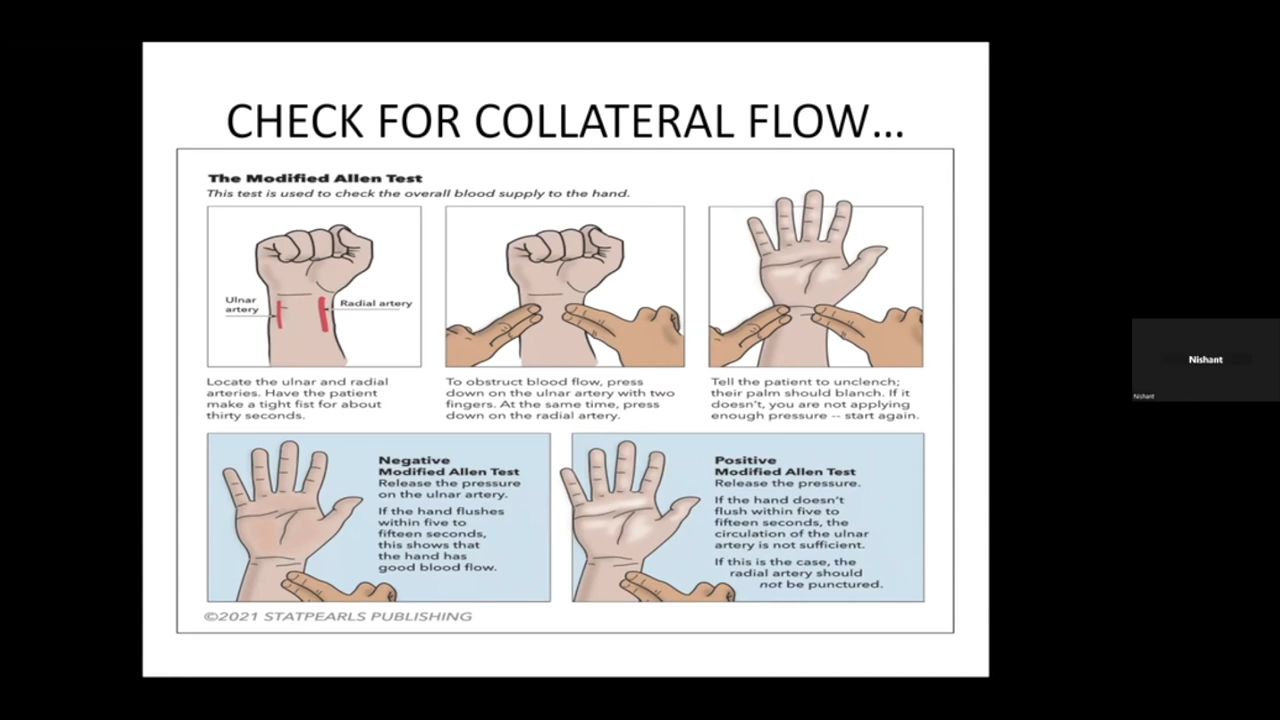 CHECK FOR COLLATERAL FLOW...
The Modified Allen Test
This test is used to check the overall blood supply to the hand.
Ulnar
artery
Radial artery
Locate the ulnar and radial
arteries. Have the patient
make a tight fist for about
thirty seconds.
To obstruct blood flow, press
down on the ulnar artery with two
fingers. At the same time, press
down on the radial artery.
Tell the patient to unclench;
their palm should blanch. If it
doesn't, you are not applying
enough pressure -- start again.
Negative
Modified Allen Test
Release the pressure
on the ulnar artery.
If the hand flushes
within five to
fifteen seconds,
this shows that
the hand has
good blood flow.
Positive
Modified Allen Test
Release the pressure.
If the hand doesn't
flush within five to
fifteen seconds, the
circulation of the ulnar
artery is not sufficient.
If this is the case, the
radial artery should
not be punctured.
©2021 STATPEARLS PUBLISHING
Nishant
Nishant